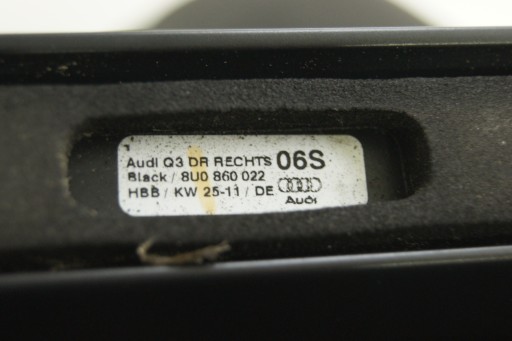 Audi Q3 DR RECHTS 06S
Black / 8U0 860 022
HBB / KW 25-11 / DE
Audi